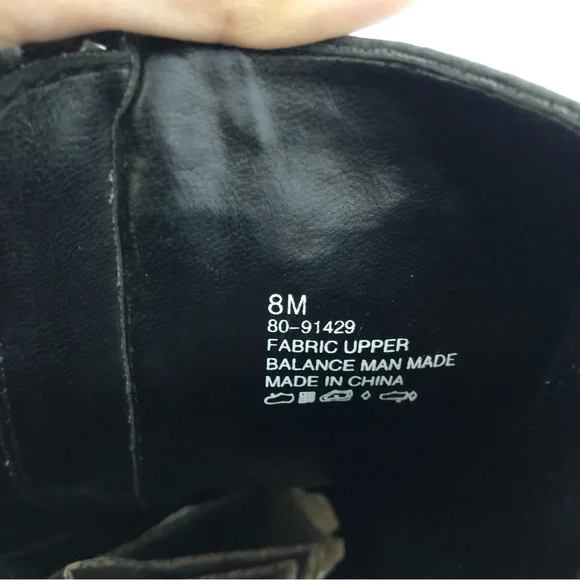 8M
80-91429
FABRIC UPPER
BALANCE MAN MADE
MADE IN CHINA